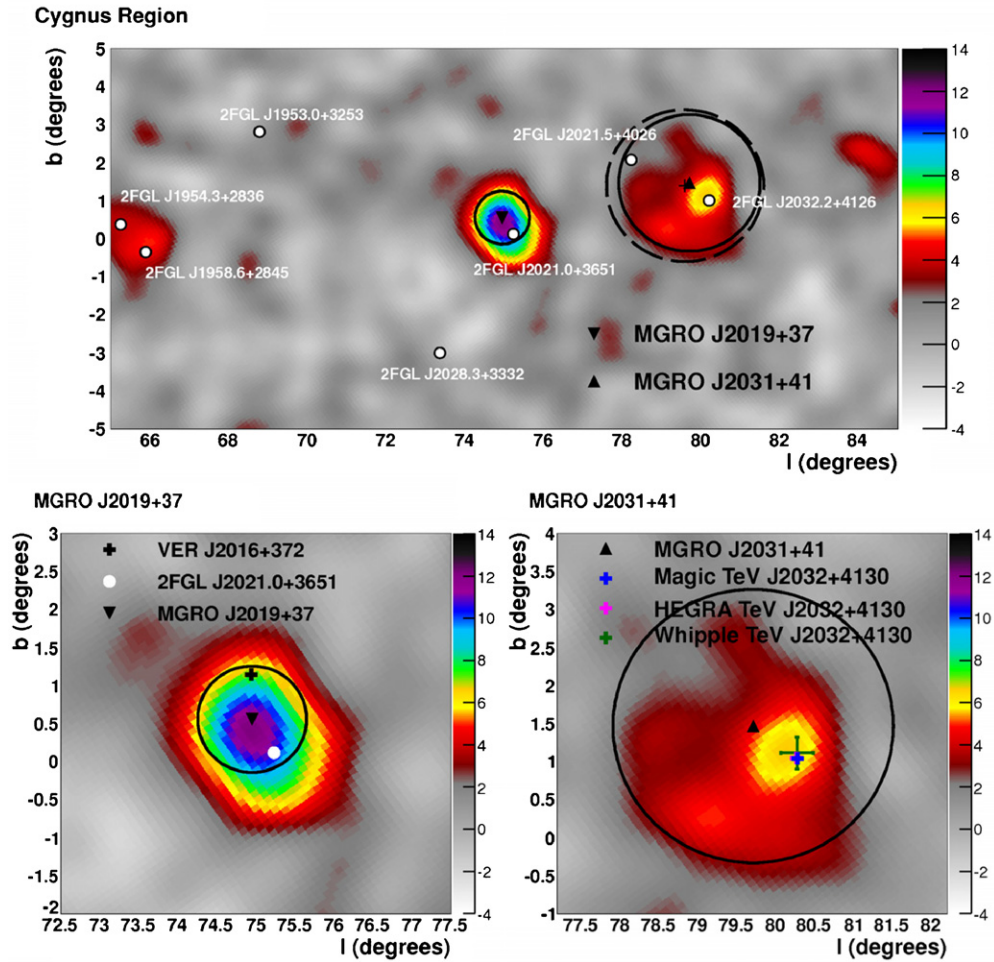 Cygnus Region
b (degrees)
5
4
3
2
1
0
-1
-2
-3
-4
-5
2FGL J1953.0+3253
2FGL J2021.5+4026
2FGL J1954.3+2836
2FGL J2032.2+4126
2FGL J1958.6+2845
2FGL J2021.0+3651
MGRO J2019+37
2FGL J2028.3+3332
MGRO J2031+41
66 68 70 72 74 76 78 80 82 84
l (degrees)
14
12
10
8
6
4
2
0
-2
-4
MGRO J2019+37
b (degrees)
3
2.5
2
1.5
1
0.5
0
-0.5
-1
-1.5
-2
VER J2016+372
2FGL J2021.0+3651
MGRO J2019+37
72.5 73 73.5 74 74.5 75 75.5 76 76.5 77 77.5
l (degrees)
14
12
10
8
6
4
2
0
-2
-4
MGRO J2031+41
b (degrees)
4
3.5
3
2.5
2
1.5
1
0.5
0
-0.5
-1
MGRO J2031+41
Magic TeV J2032+4130
HEGRA TeV J2032+4130
Whipple TeV J2032+4130
77.5 78 78.5 79 79.5 80 80.5 81 81.5 82
l (degrees)
14
12
10
8
6
4
2
0
-2
-4